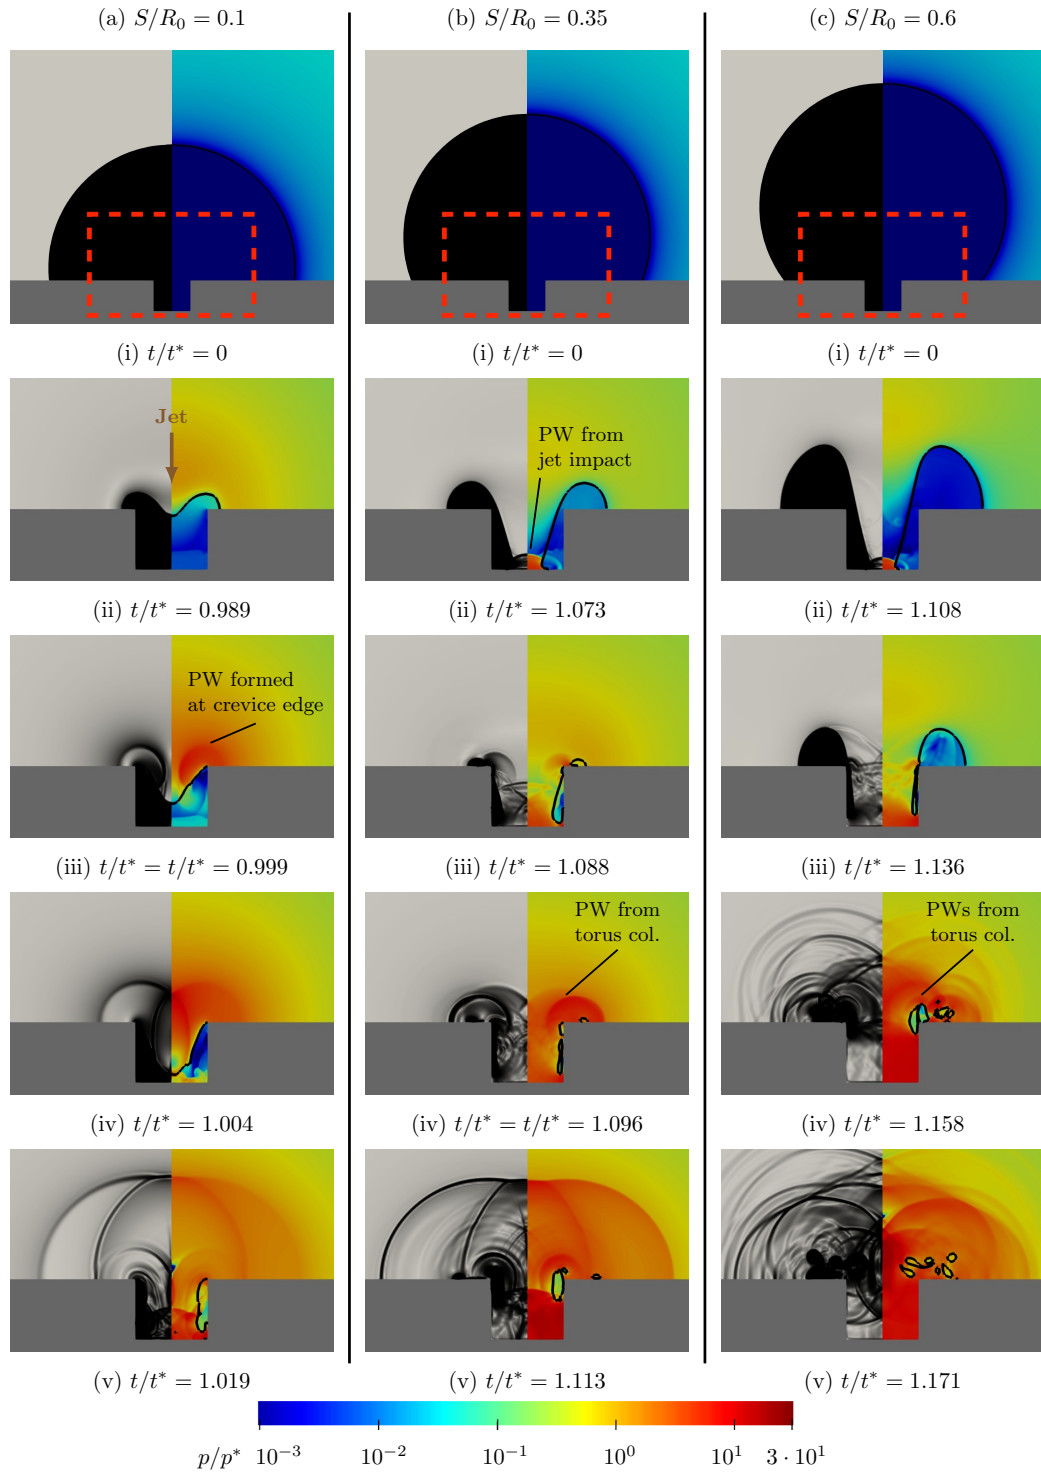 (a) S/R₀ = 0.1
(b) S/R₀ = 0.35
(c) S/R₀ = 0.6
(i) t/t* = 0
(i) t/t* = 0
(i) t/t* = 0
Jet
PW from
jet impact
(ii) t/t* = 0.989
(ii) t/t* = 1.073
(ii) t/t* = 1.108
PW formed
at crevice edge
(iii) t/t* = t/t* = 0.999
(iii) t/t* = 1.088
(iii) t/t* = 1.136
PW from
torus col.
PWs from
torus col.
(iv) t/t* = 1.004
(iv) t/t* = t/t* = 1.096
(iv) t/t* = 1.158
(v) t/t* = 1.019
(v) t/t* = 1.113
(v) t/t* = 1.171
p/p* 10⁻³ 10⁻² 10⁻¹ 10⁰ 10¹ 3 · 10¹